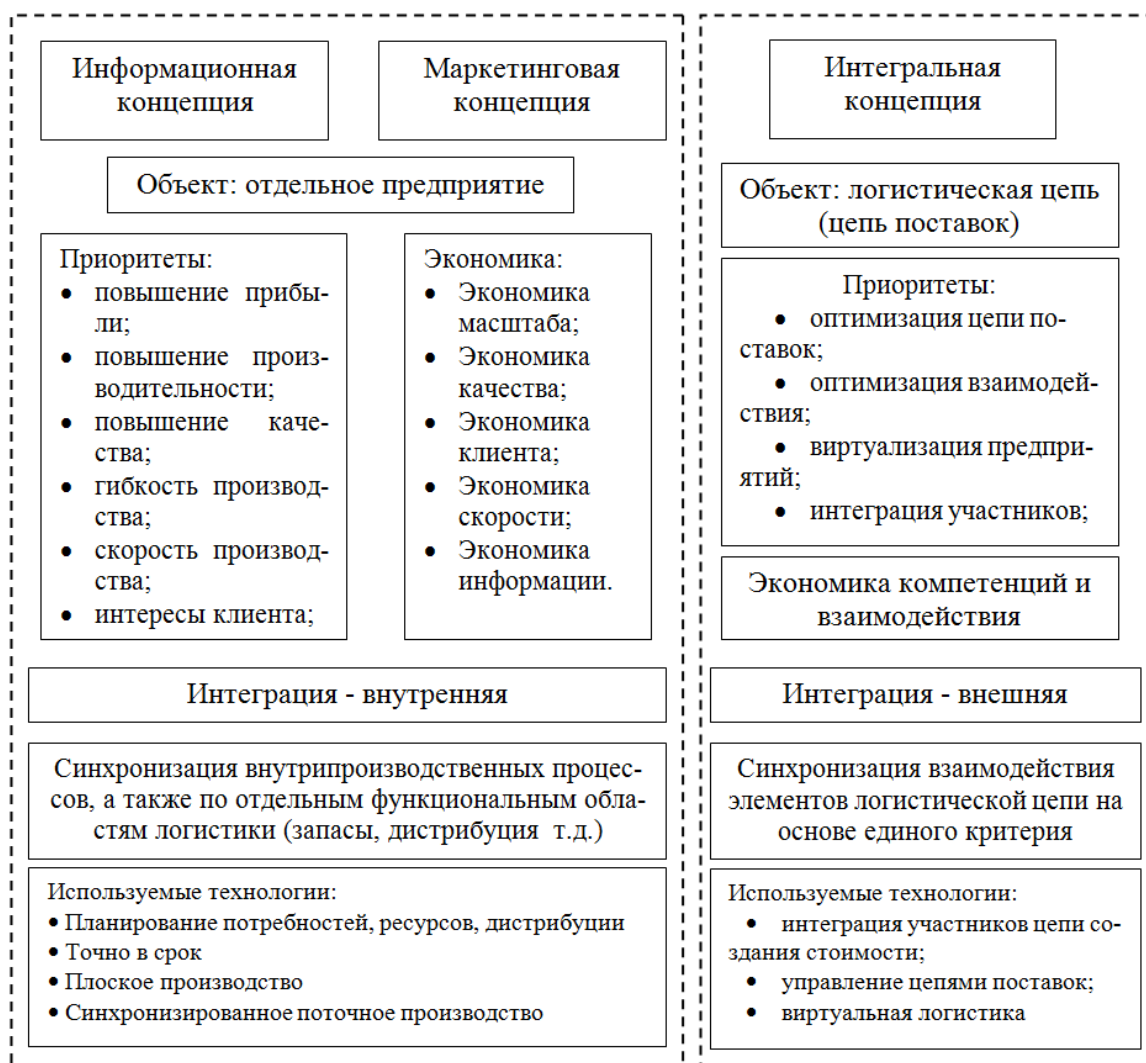 Информационная
концепция
Маркетинговая
концепция
Объект: отдельное предприятие
Приоритеты:
• повышение прибы-
ли;
• повышение произ-
водительности;
• повышение каче-
ства;
• гибкость производ-
ства;
• скорость производ-
ства;
• интересы клиента;
Экономика:
• Экономика
масштаба;
• Экономика
качества;
• Экономика
клиента;
• Экономика
скорости;
• Экономика
информации.
Интеграция - внутренняя
Синхронизация внутрипроизводственных процес-
сов, а также по отдельным функциональным обла-
стям логистики (запасы, дистрибуция т.д.)
Используемые технологии:
• Планирование потребностей, ресурсов, дистрибуции
• Точно в срок
• Плоское производство
• Синхронизированное поточное производство
Интегральная
концепция
Объект: логистическая цепь
(цепь поставок)
Приоритеты:
• оптимизация цепи по-
ставок;
• оптимизация взаимодей-
ствия;
• виртуализация предпри-
ятий;
• интеграция участников;
Экономика компетенций и
взаимодействия
Интеграция - внешняя
Синхронизация взаимодействия
элементов логистической цепи на
основе единого критерия
Используемые технологии:
• интеграция участников цепи со-
здания стоимости;
• управление цепями поставок;
• виртуальная логистика